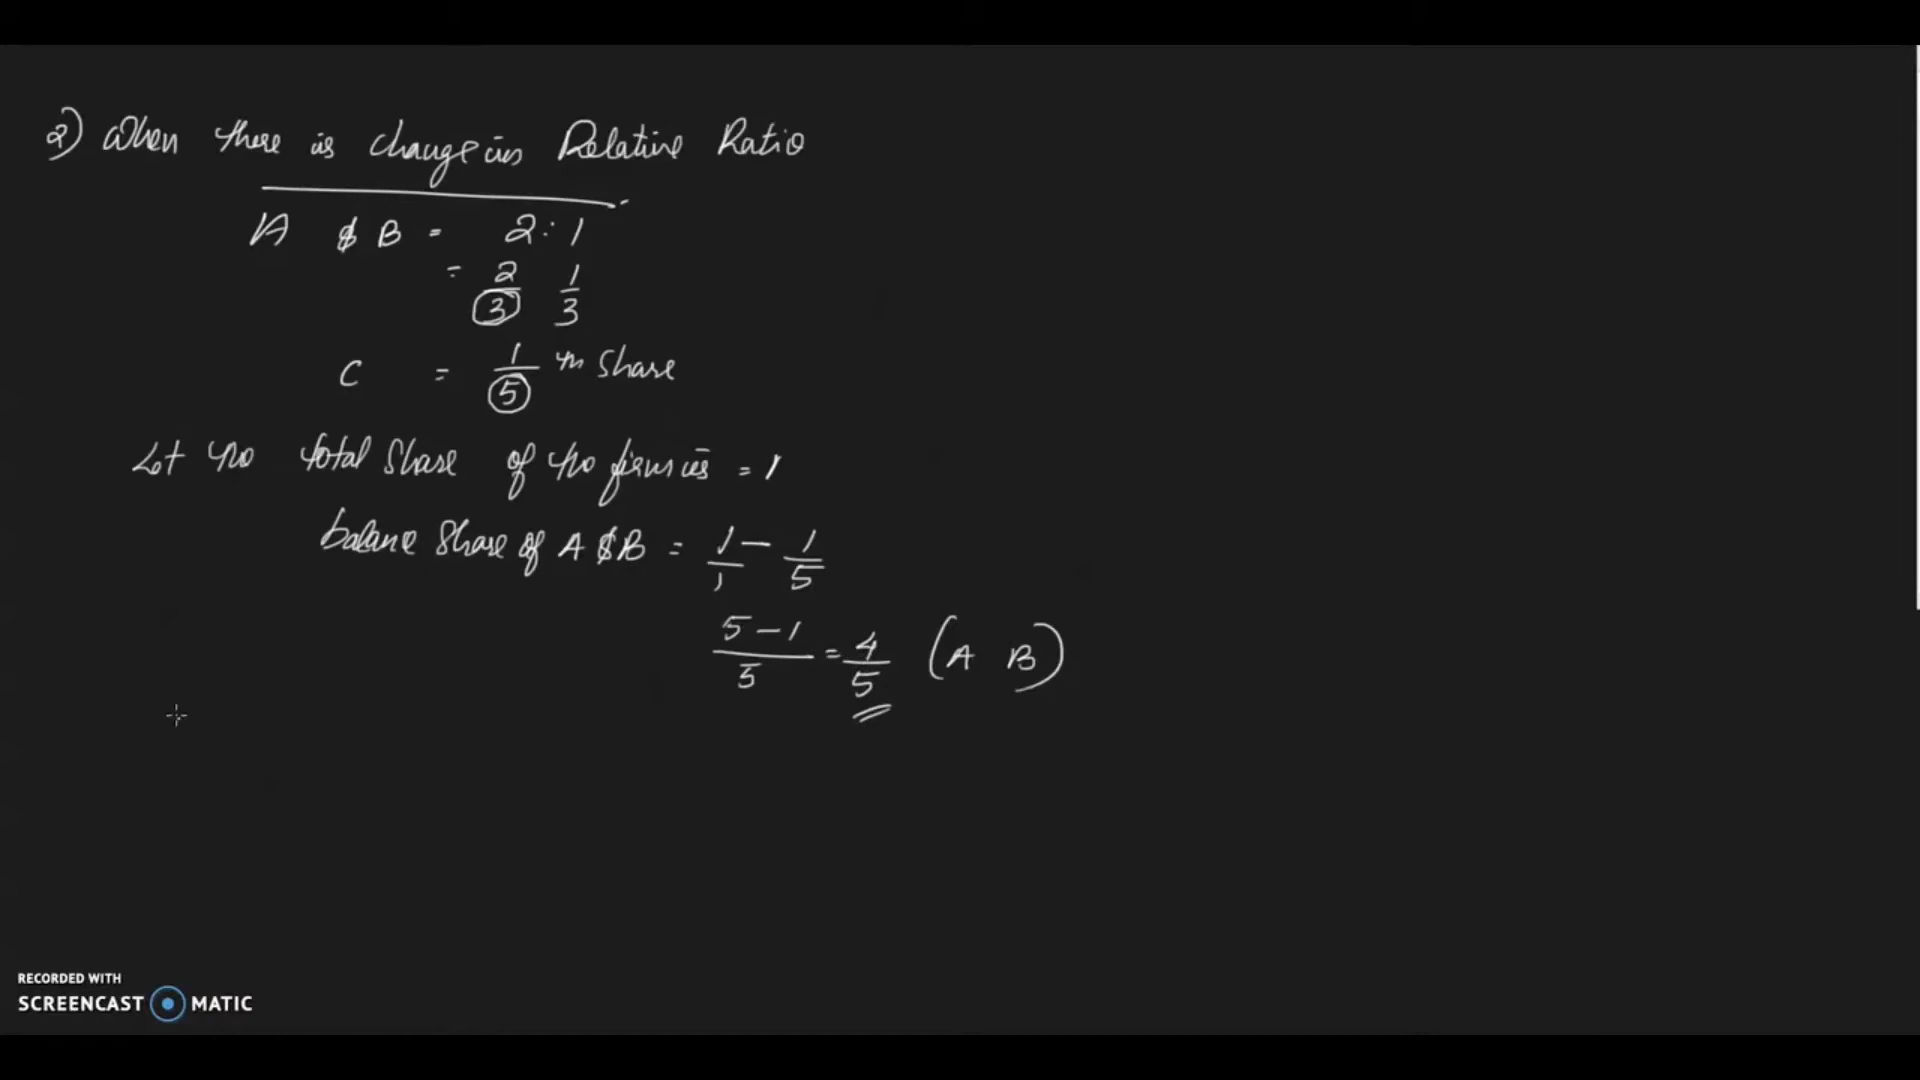 2) When there is change in Relative Ratio
A & B = 2:1
= 2/3 1/3
C = 1/5 th Share
Let the total Share of the firm is = 1
balance Share of A & B = 1/1 - 1/5
5-1/5 = 4/5 (A B)
RECORDED WITH
SCREENCAST MATIC